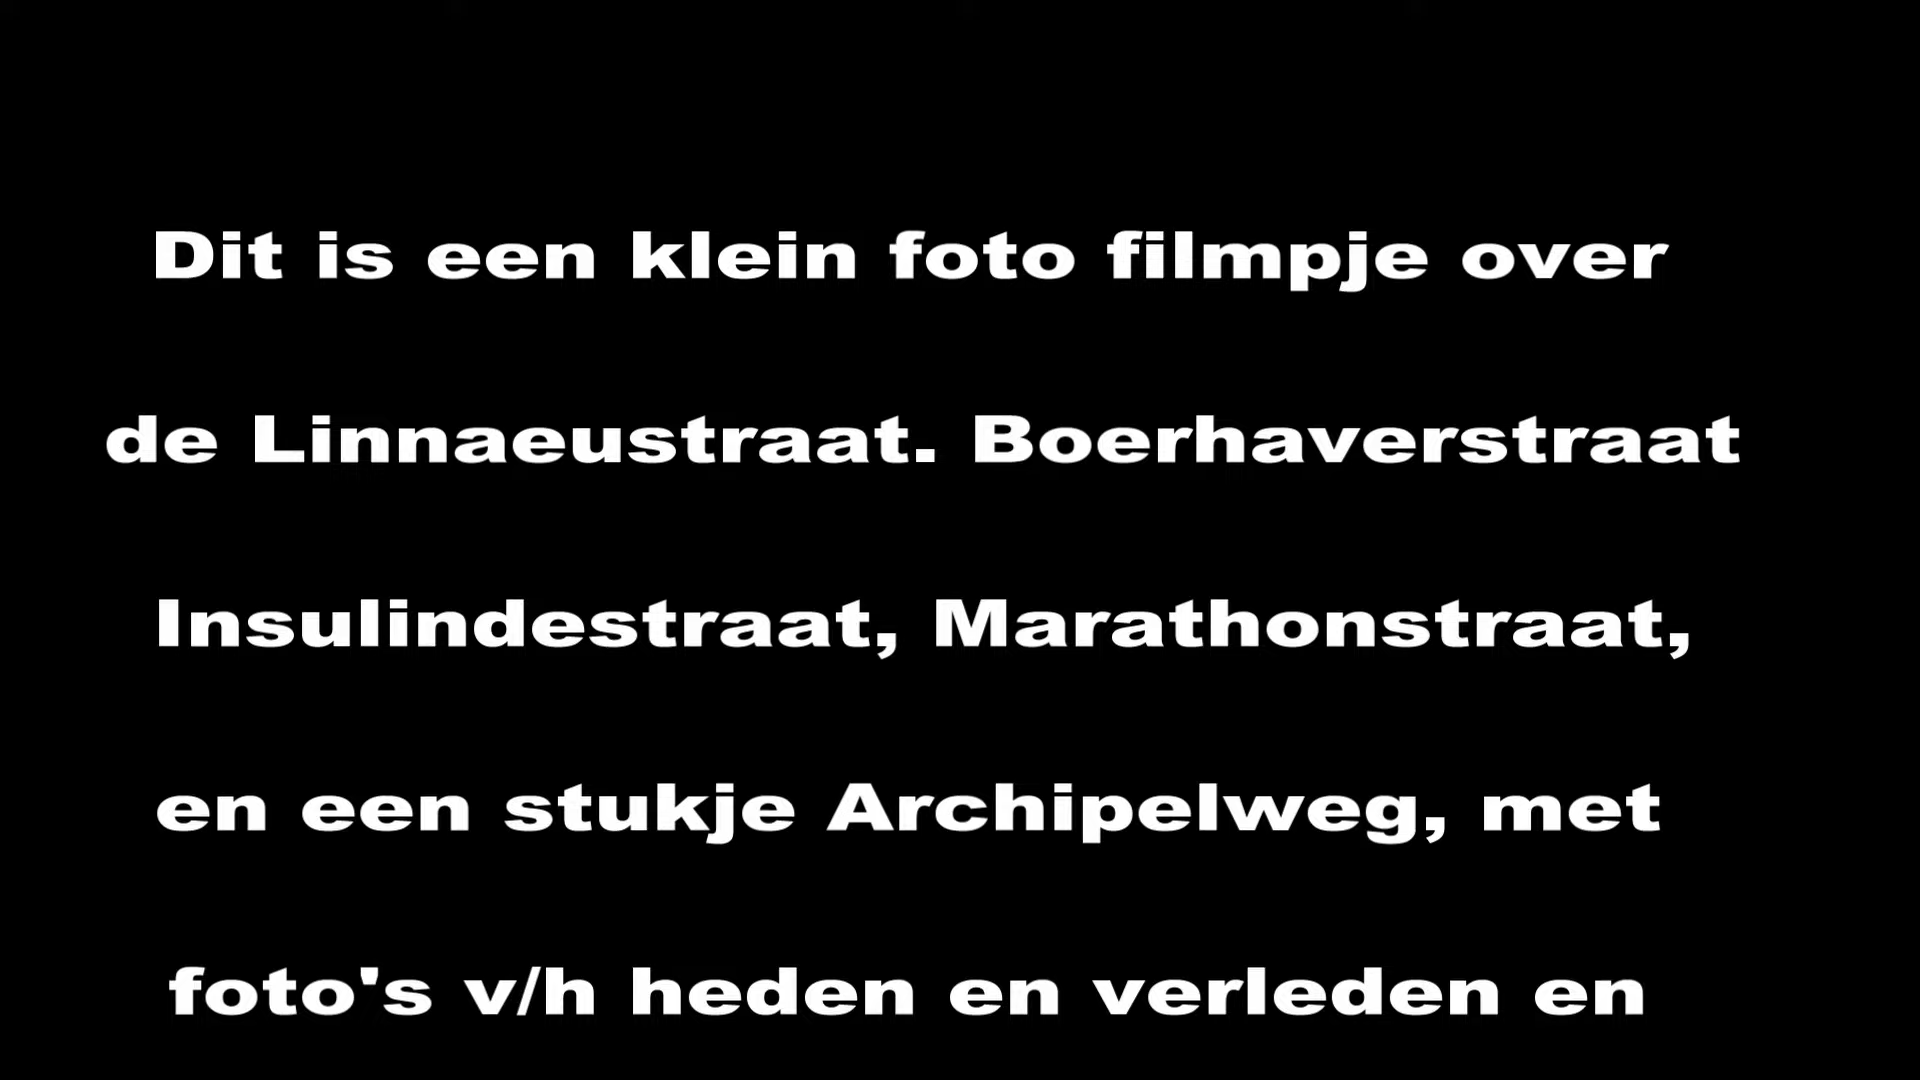 Dit is een klein foto filmpje over
de Linnaeustraat. Boerhaverstraat
Insulindestraat, Marathonstraat,
en een stukje Archipelweg, met
foto's v/h heden en verleden en